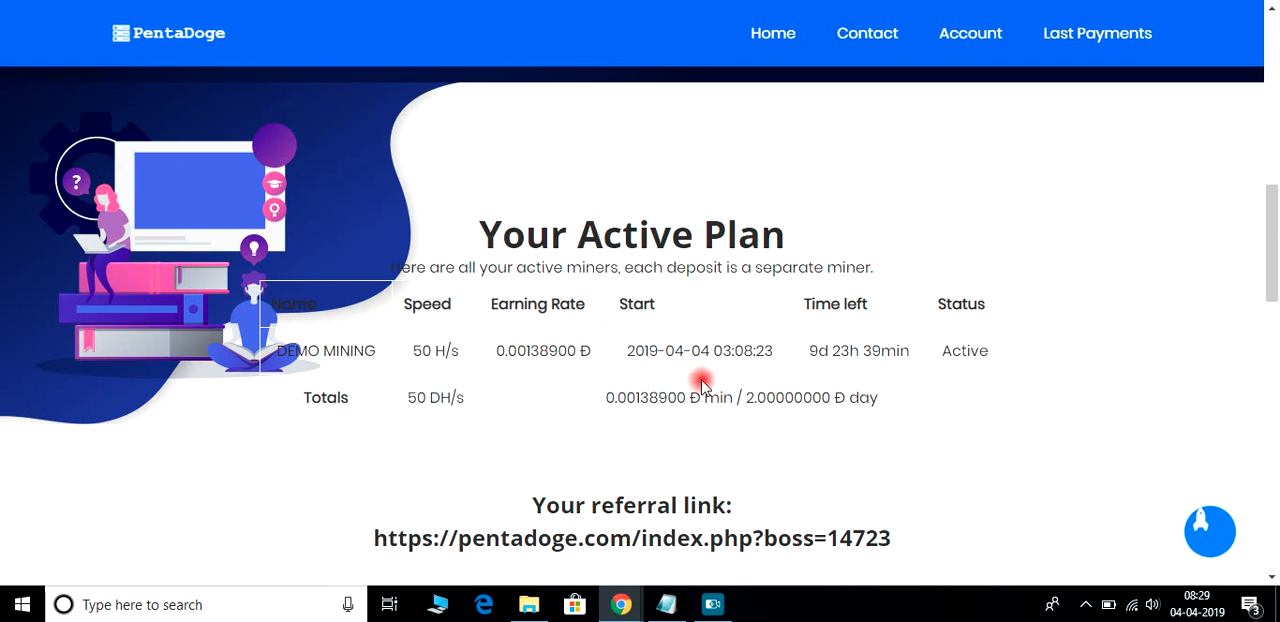 PentaDoge
Home Contact Account Last Payments
?
Your Active Plan
Here are all your active miners, each deposit is a separate miner.
Name Speed Earning Rate Start Time left Status
DEMO MINING 50 H/s 0.00138900 Đ 2019-04-04 03:08:23 9d 23h 39min Active
Totals 50 DH/s 0.00138900 Đ min / 2.00000000 Đ day
Your referral link:
https://pentadoge.com/index.php?boss=14723
Type here to search
08:29
04-04-2019
3